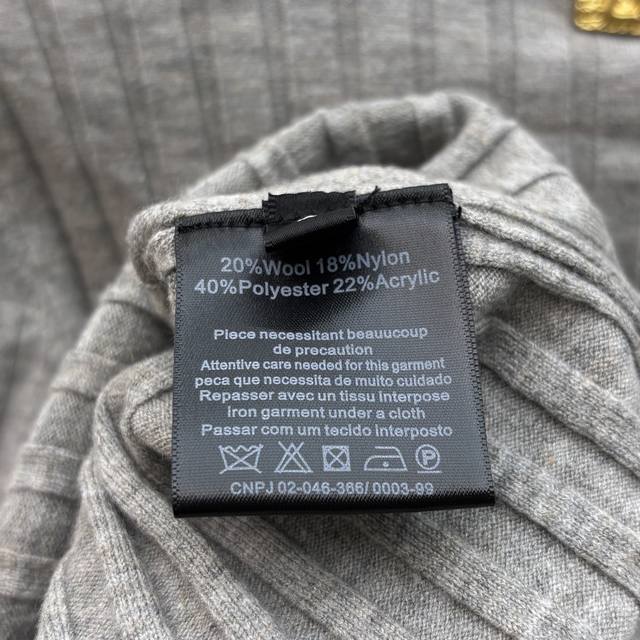 20%Wool 18%Nylon
40%Polyester 22%Acrylic
Piece necessitant beauucoup
de precaution
Attentive care needed for this garment
peca que necessita de muito cuidado
Repasser avec un tissu interpose
iron garment under a cloth
Passar com um tecido interposto
P
CNPJ 02-046-366/ 0003-99